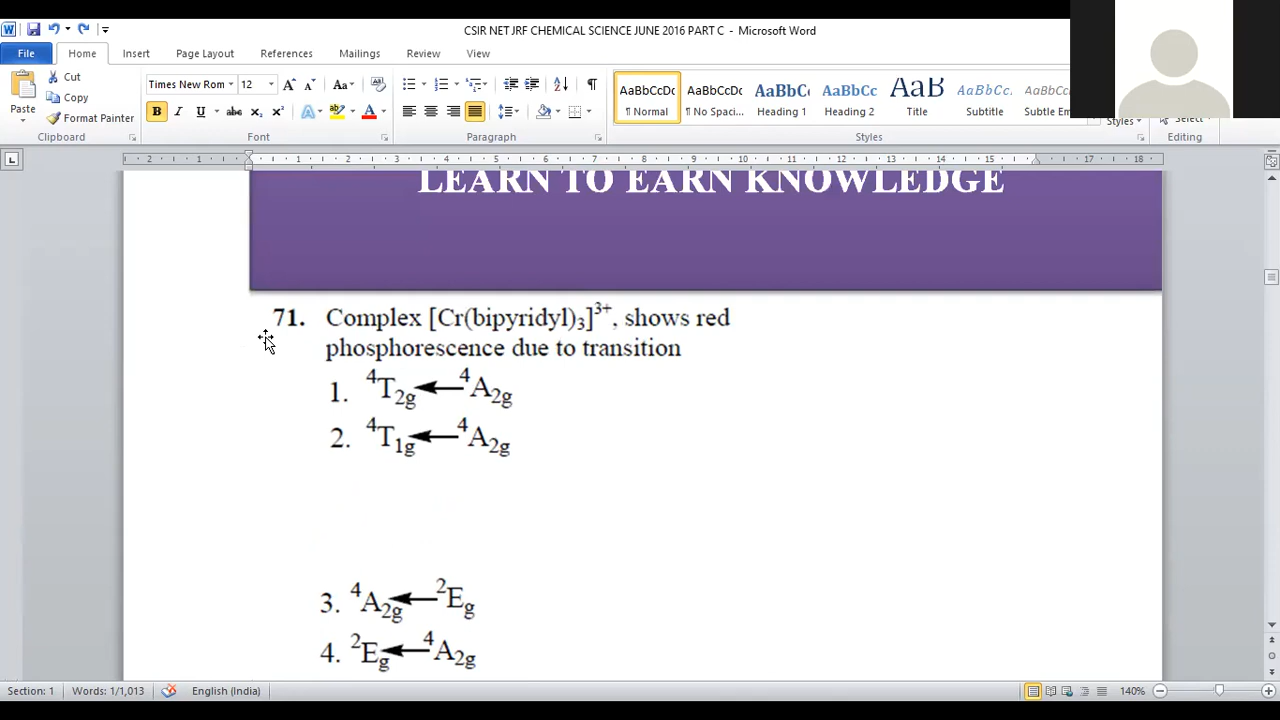 CSIR NET JRF CHEMICAL SCIENCE JUNE 2016 PART C - Microsoft Word
File Home Insert Page Layout References Mailings Review View
Paste
Cut
Copy
Format Painter
Clipboard
Times New Rom 12
Font
Paragraph
AaBbCcDc AaBbCcDc AaBbC AaBbCc AaB AaBbCcL
¶ Normal ¶ No Spaci... Heading 1 Heading 2 Title Subtitle Subtle Em
Styles
Styles
Editing
LEARN TO EARN KNOWLEDGE
71. Complex [Cr(bipyridyl)₃]³⁺, shows red
phosphorescence due to transition
1. ⁴T₂g ← ⁴A₂g
2. ⁴T₁g ← ⁴A₂g
3. ⁴A₂g ← ²Eg
4. ²Eg ← ⁴A₂g
Section: 1 Words: 1/1,013 English (India) 140%